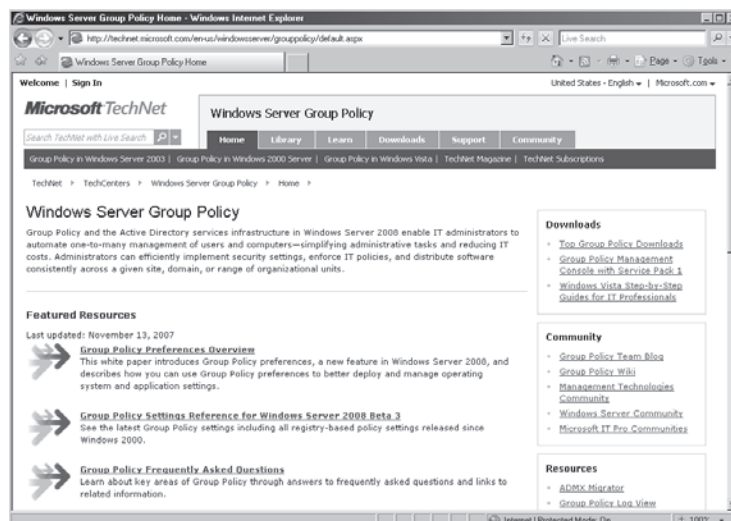 Windows Server Group Policy Home - Windows Internet Explorer
http://technet.microsoft.com/en-us/windowsserver/grouppolicy/default.aspx
Live Search
Windows Server Group Policy Home
Page
Tools
Welcome | Sign In
United States - English | Microsoft.com
Microsoft TechNet
Windows Server Group Policy
Search TechNet with Live Search
Home Library Learn Downloads Support Community
Group Policy in Windows Server 2003 | Group Policy in Windows 2000 Server | Group Policy in Windows Vista | TechNet Magazine | TechNet Subscriptions
TechNet > TechCenters > Windows Server Group Policy > Home >
Windows Server Group Policy
Group Policy and the Active Directory services infrastructure in Windows Server 2008 enable IT administrators to
automate one-to-many management of users and computers—simplifying administrative tasks and reducing IT
costs. Administrators can efficiently implement security settings, enforce IT policies, and distribute software
consistently across a given site, domain, or range of organizational units.
Featured Resources
Last updated: November 13, 2007
Group Policy Preferences Overview
This white paper introduces Group Policy preferences, a new feature in Windows Server 2008, and
describes how you can use Group Policy preferences to better deploy and manage operating
system and application settings.
Group Policy Settings Reference for Windows Server 2008 Beta 3
See the latest Group Policy settings including all registry-based policy settings released since
Windows 2000.
Group Policy Frequently Asked Questions
Learn about key areas of Group Policy through answers to frequently asked questions and links to
related information.
Downloads
Top Group Policy Downloads
Group Policy Management
Console with Service Pack 1
Windows Vista Step-by-Step
Guides for IT Professionals
Community
Group Policy Team Blog
Group Policy Wiki
Management Technologies
Community
Windows Server Community
Microsoft IT Pro Communities
Resources
ADMX Migrator
Group Policy Log View
Internet | Protected Mode: On
100%